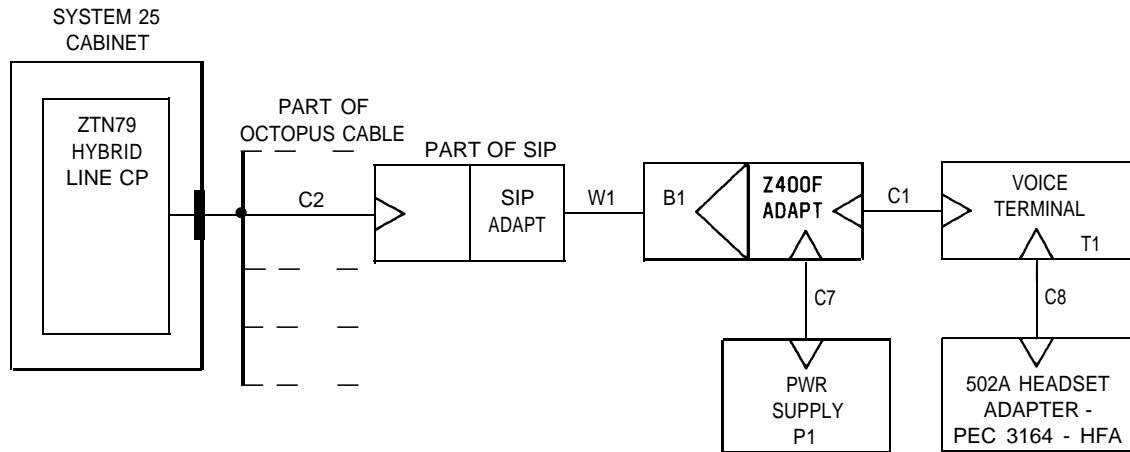 SYSTEM 25
CABINET
ZTN79
HYBRID
LINE CP
PART OF
OCTOPUS CABLE
C2
PART OF SIP
SIP
ADAPT
W1
B1
Z400F
ADAPT
C1
VOICE
TERMINAL
T1
C7
C8
PWR
SUPPLY
P1
502A HEADSET
ADAPTER -
PEC 3164 - HFA